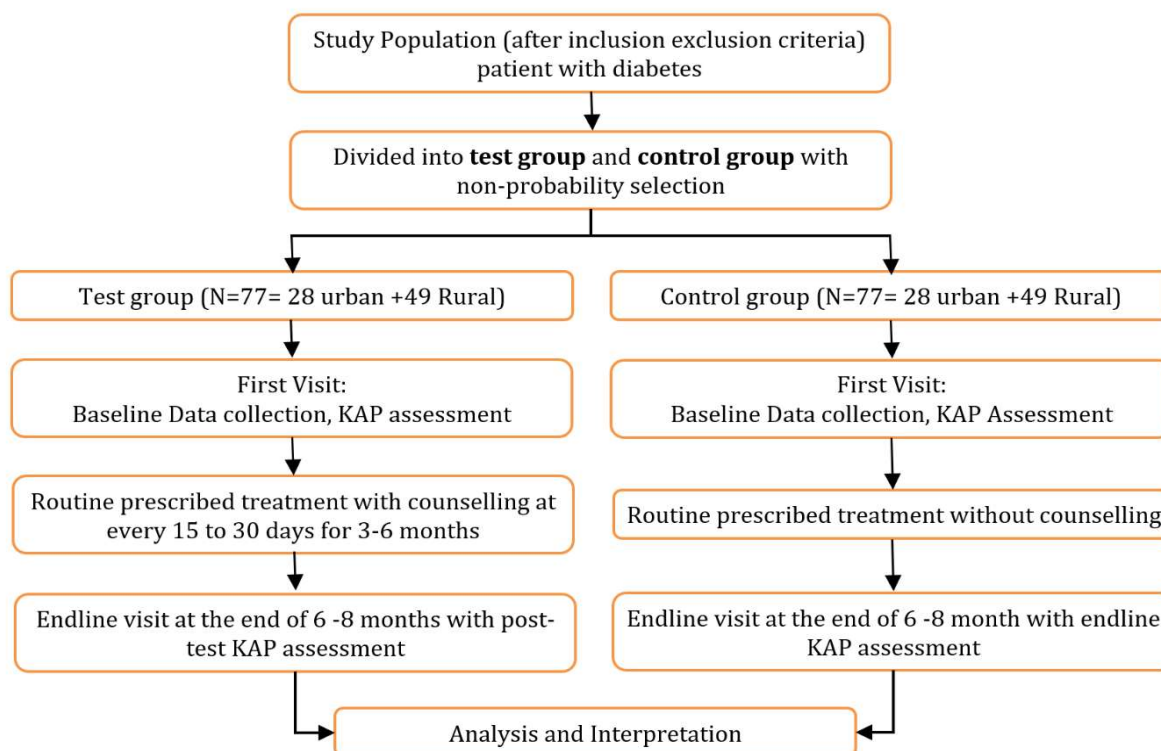 Study Population (after inclusion exclusion criteria)
patient with diabetes
Divided into test group and control group with
non-probability selection
Test group (N=77= 28 urban +49 Rural)
Control group (N=77= 28 urban +49 Rural)
First Visit:
Baseline Data collection, KAP assessment
First Visit:
Baseline Data collection, KAP Assessment
Routine prescribed treatment with counselling at
every 15 to 30 days for 3-6 months
Routine prescribed treatment without counselling
Endline visit at the end of 6 -8 months with post-
test KAP assessment
Endline visit at the end of 6 -8 month with endline
KAP assessment
Analysis and Interpretation